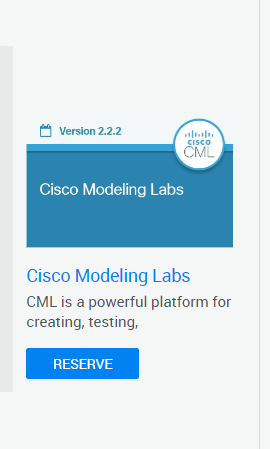 Version 2.2.2
CISCO
CML
Cisco Modeling Labs
Cisco Modeling Labs
CML is a powerful platform for
creating, testing,
RESERVE